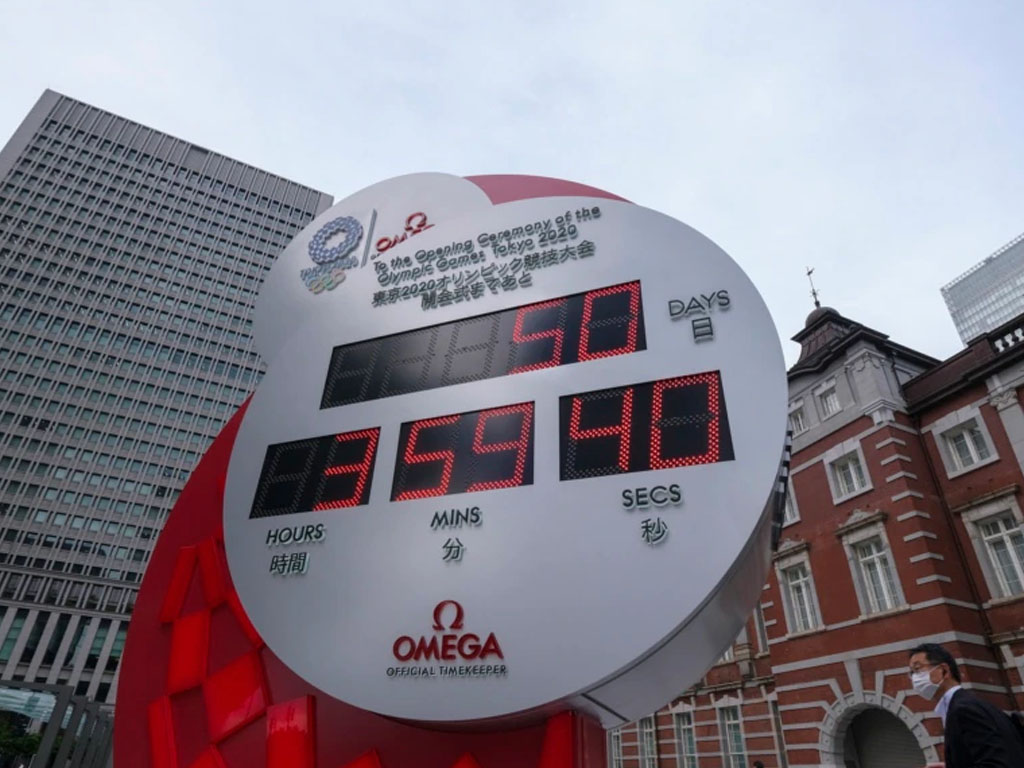 OMEGA
To the Opening Ceremony of the
Olympic Games Tokyo 2020
東京2020オリンピック競技大会
開会式まであと
50
DAYS
日
3
59
40
HOURS
MINS
SECS
時間
分
秒
OMEGA
OFFICIAL TIMEKEEPER